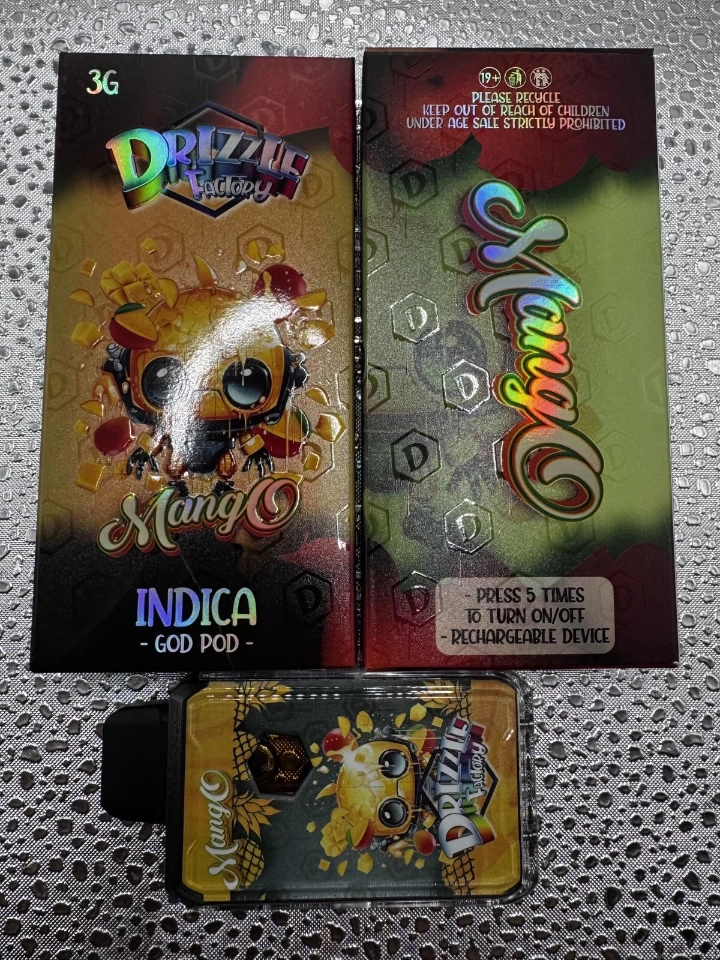 3G
DRIZZLE
FACTORY
MangO
INDICA
- GOD POD -
19+
PLEASE RECYCLE
KEEP OUT OF REACH OF CHILDREN
UNDER AGE SALE STRICTLY PROHIBITED
MangO
- PRESS 5 TIMES
TO TURN ON/OFF
- RECHARGEABLE DEVICE
MangO
DRIZZLE
FACTORY